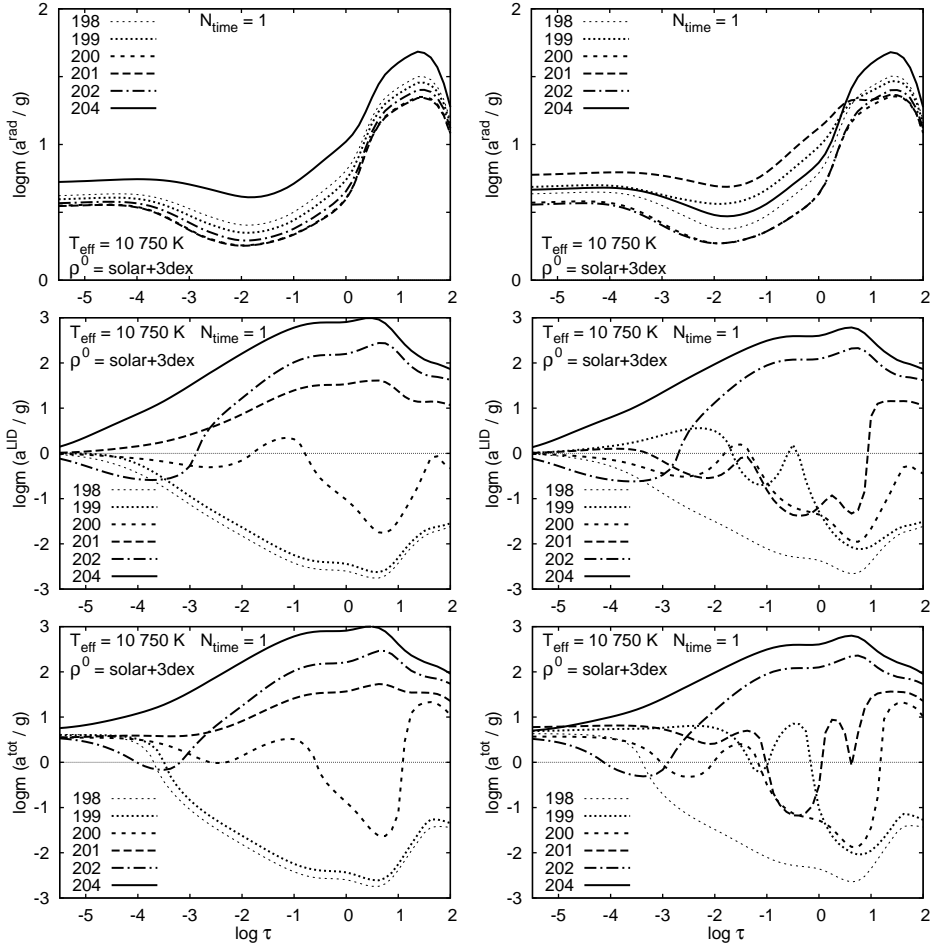 logm (a^rad / g)
2
1
0
198
199
200
201
202
204
N_time = 1
T_eff = 10 750 K
ρ^0 = solar+3dex
-5 -4 -3 -2 -1 0 1 2
logm (a^rad / g)
2
1
0
198
199
200
201
202
204
N_time = 1
T_eff = 10 750 K
ρ^0 = solar+3dex
-5 -4 -3 -2 -1 0 1 2
logm (a^LID / g)
3
2
1
0
-1
-2
-3
T_eff = 10 750 K N_time = 1
ρ^0 = solar+3dex
198
199
200
201
202
204
-5 -4 -3 -2 -1 0 1 2
logm (a^LID / g)
3
2
1
0
-1
-2
-3
T_eff = 10 750 K N_time = 1
ρ^0 = solar+3dex
198
199
200
201
202
204
-5 -4 -3 -2 -1 0 1 2
logm (a^tot / g)
3
2
1
0
-1
-2
-3
T_eff = 10 750 K N_time = 1
ρ^0 = solar+3dex
198
199
200
201
202
204
-5 -4 -3 -2 -1 0 1 2
log τ
logm (a^tot / g)
3
2
1
0
-1
-2
-3
T_eff = 10 750 K N_time = 1
ρ^0 = solar+3dex
198
199
200
201
202
204
-5 -4 -3 -2 -1 0 1 2
log τ